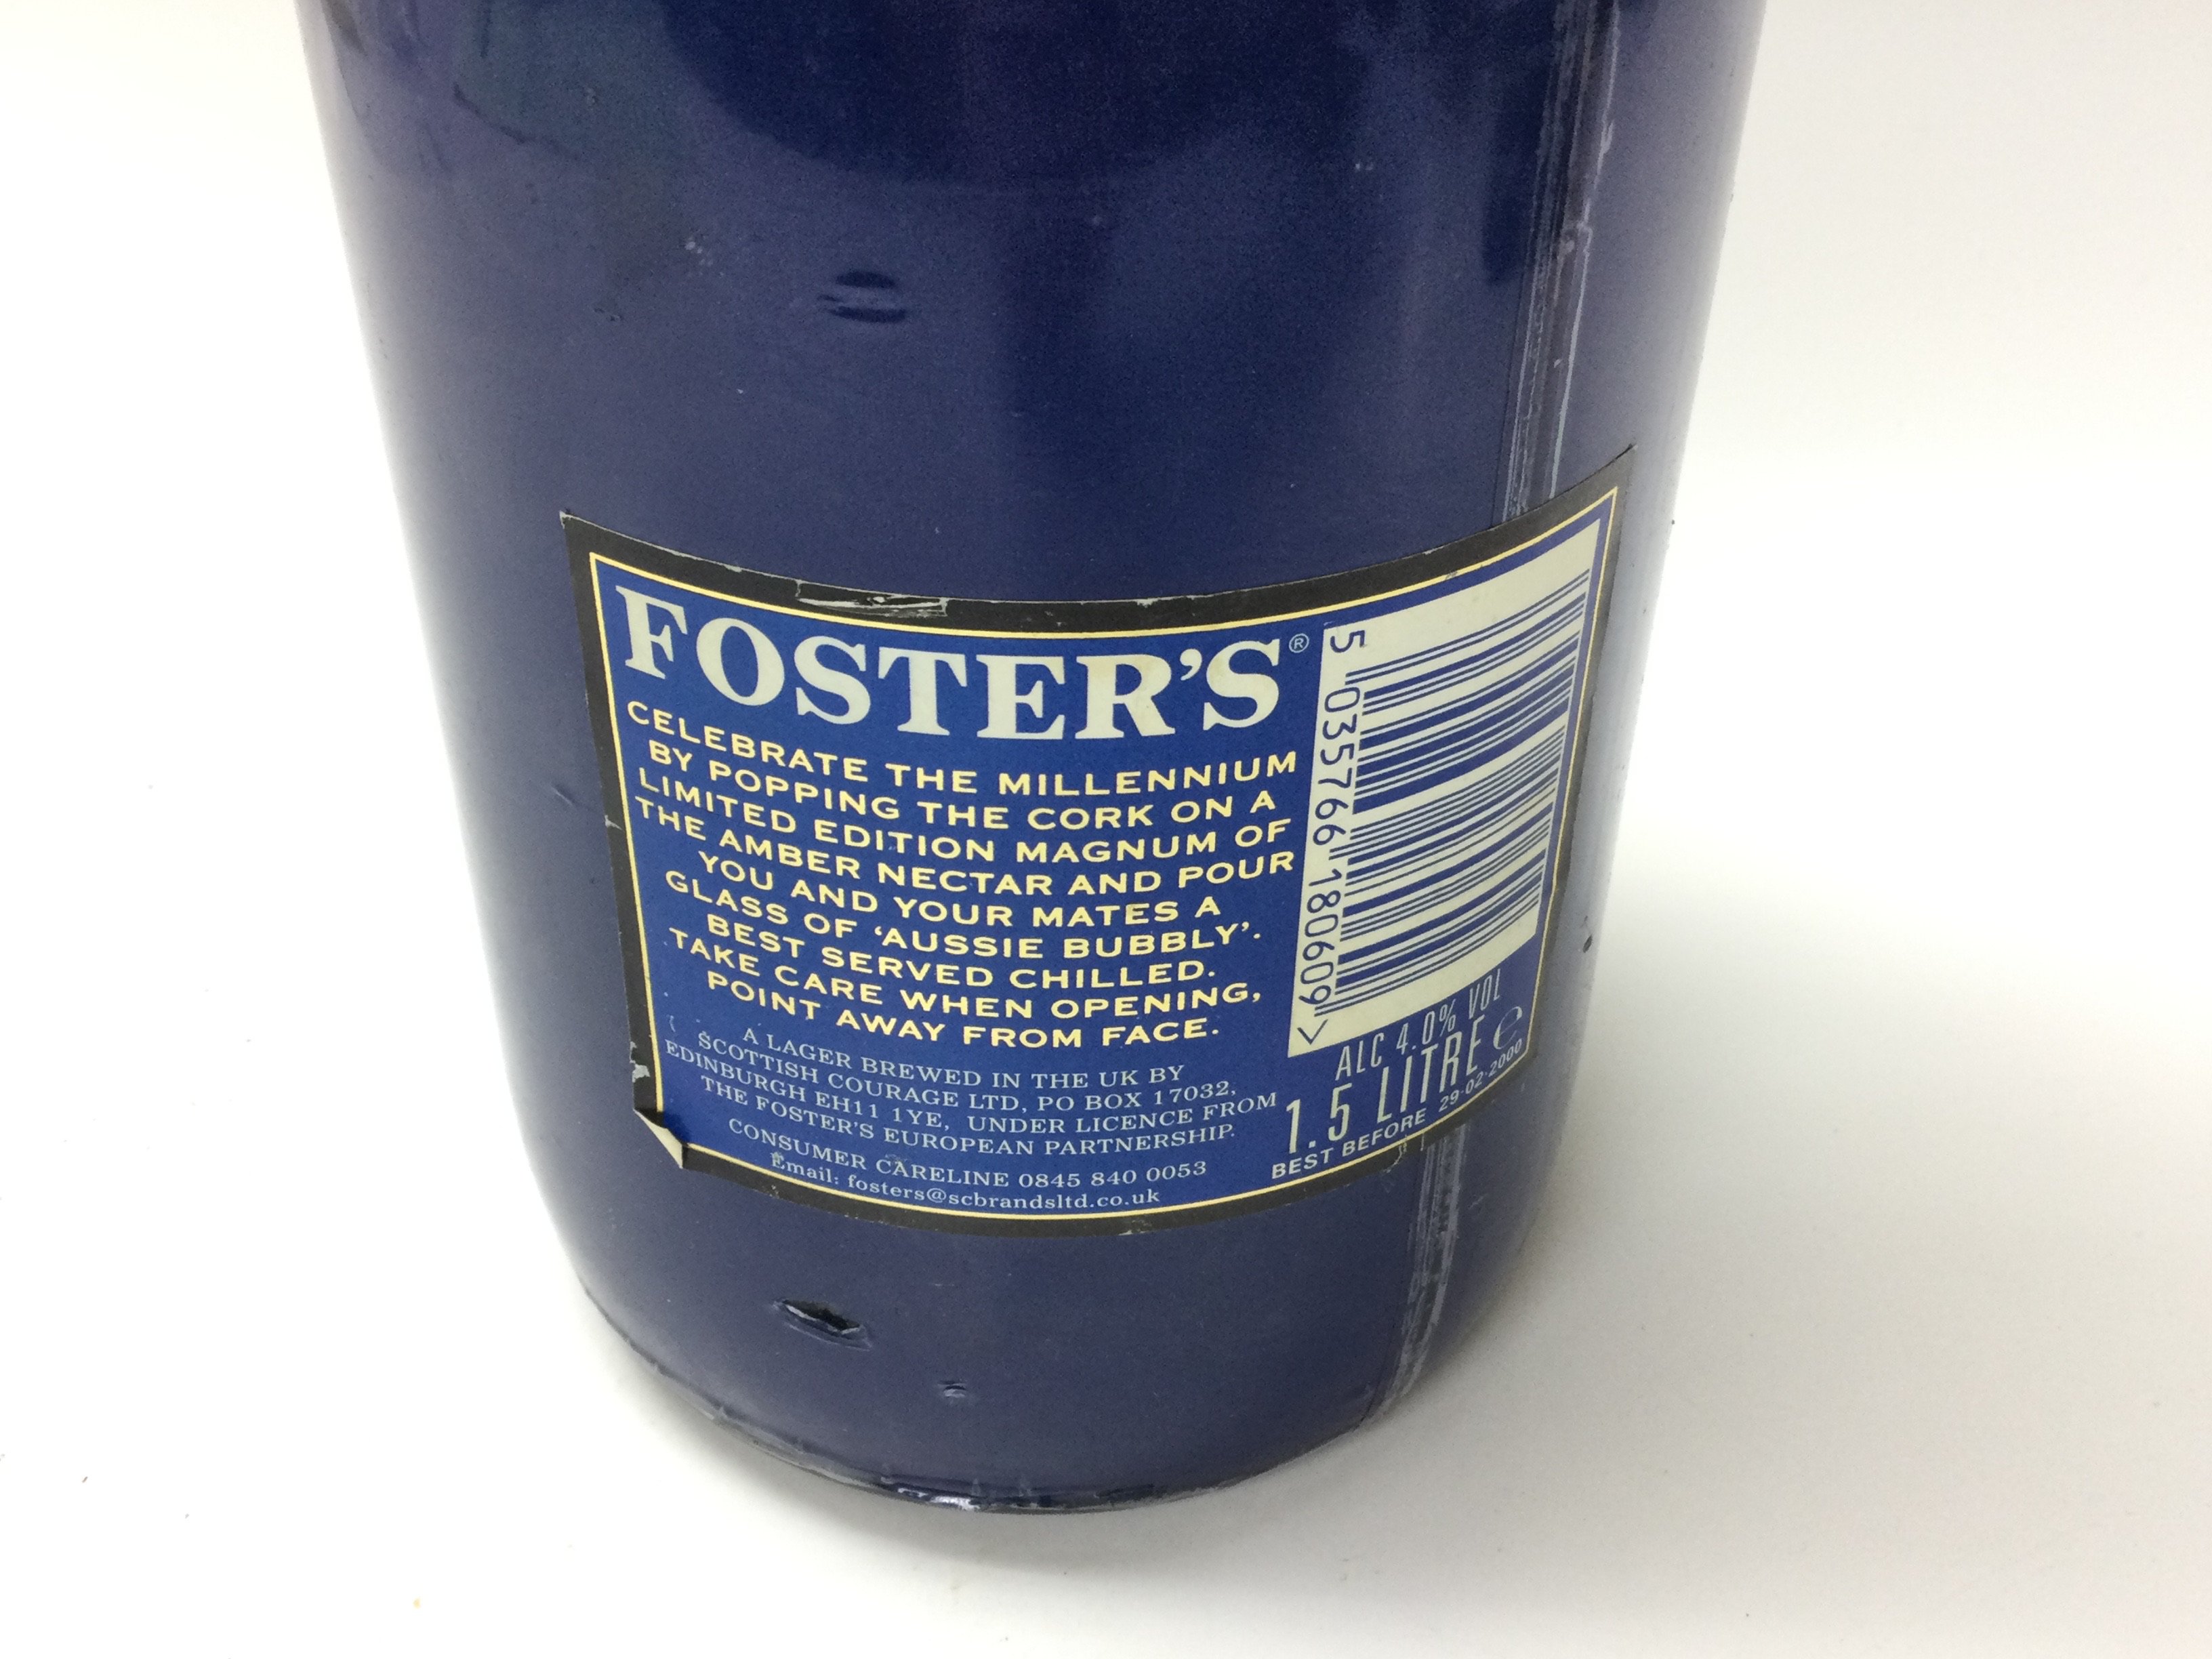 FOSTER'S®
CELEBRATE THE MILLENNIUM
BY POPPING THE CORK ON A
LIMITED EDITION MAGNUM OF
THE AMBER NECTAR AND POUR
YOU AND YOUR MATES A
GLASS OF ‘AUSSIE BUBBLY’.
BEST SERVED CHILLED.
TAKE CARE WHEN OPENING,
POINT AWAY FROM FACE.
A LAGER BREWED IN THE UK BY
SCOTTISH COURAGE LTD, PO BOX 17032,
EDINBURGH EH11 1YE, UNDER LICENCE FROM
THE FOSTER'S EUROPEAN PARTNERSHIP.
CONSUMER CARELINE 0845 840 0053
Email: fosters@scbrandsltd.co.uk
5 035766 180609 >
ALC 4.0% VOL
1.5 LITRE ℮
BEST BEFORE 29·02·2000